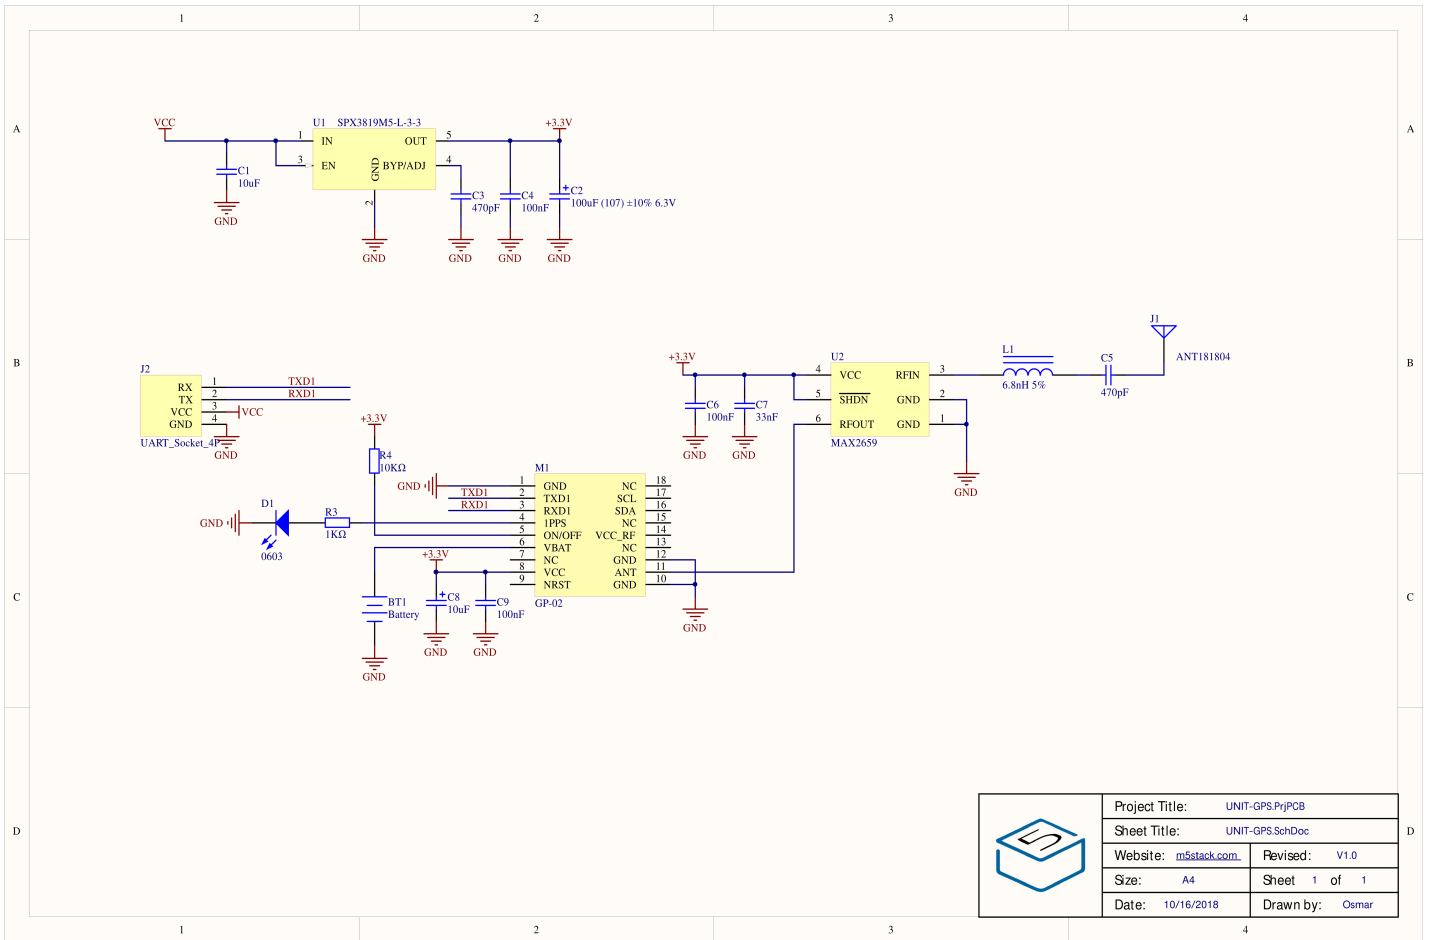 1 2 3 4
A A
VCC
U1 SPX3819M5-L-3-3
+3.3V
1 IN OUT 5
3 EN GND BYP/ADJ 4
2
C1
10uF
GND
C3
470pF
C4
100nF
C2
100uF (107) ±10% 6.3V
GND GND GND GND
B B
J2
RX 1 TXD1
TX 2 RXD1
VCC 3 VCC
GND 4
UART_Socket_4P
GND
+3.3V
R4
10KΩ
+3.3V
U2
4 VCC RFIN 3
5 SHDN GND 2
6 RFOUT GND 1
MAX2659
C6
100nF
C7
33nF
GND GND
GND
L1
6.8nH 5%
C5
470pF
J1
ANT181804
M1
GND 1 GND NC 18
TXD1 2 TXD1 SCL 17
RXD1 3 RXD1 SDA 16
4 1PPS NC 15
5 ON/OFF VCC_RF 14
6 VBAT NC 13
7 NC GND 12
8 VCC ANT 11
9 NRST GND 10
GP-02
GND
D1
0603
R3
1KΩ
+3.3V
C C
BT1
Battery
C8
10uF
C9
100nF
GND
GND GND
GND
D D
5
Project Title: UNIT-GPS.PrjPCB
Sheet Title: UNIT-GPS.SchDoc
Website: m5stack.com Revised: V1.0
Size: A4 Sheet 1 of 1
Date: 10/16/2018 Drawn by: Osmar
1 2 3 4